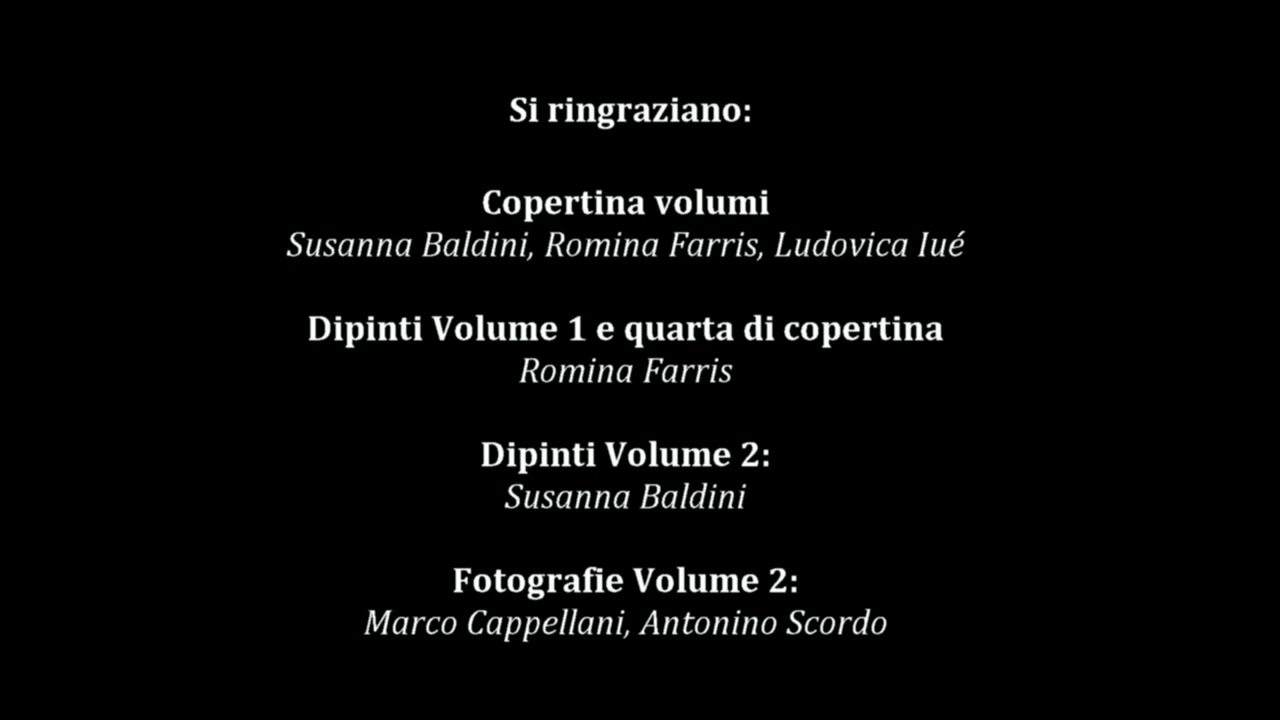 Si ringraziano:
Copertina volumi
Susanna Baldini, Romina Farris, Ludovica Iué
Dipinti Volume 1 e quarta di copertina
Romina Farris
Dipinti Volume 2:
Susanna Baldini
Fotografie Volume 2:
Marco Cappellani, Antonino Scordo